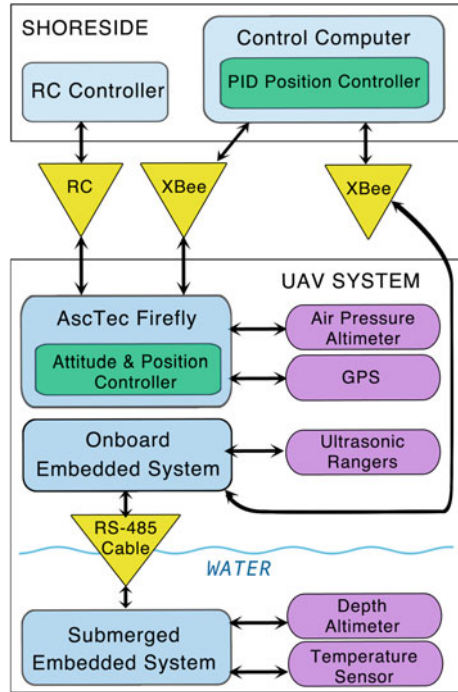 SHORESIDE
Control Computer
PID Position Controller
RC Controller
RC
XBee
XBee
UAV SYSTEM
AscTec Firefly
Attitude & Position
Controller
Air Pressure
Altimeter
GPS
Onboard
Embedded System
Ultrasonic
Rangers
RS-485
Cable
WATER
Submerged
Embedded System
Depth
Altimeter
Temperature
Sensor